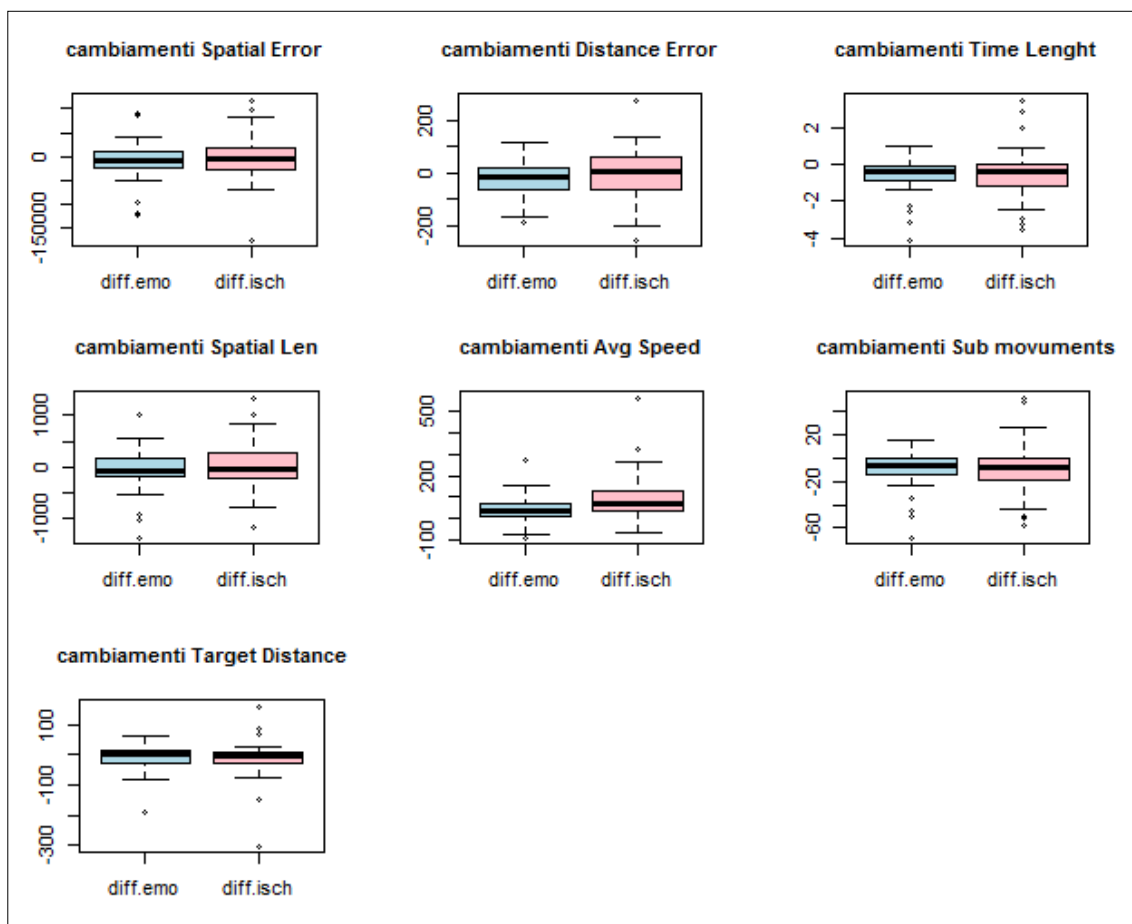 cambiamenti Spatial Error
cambiamenti Distance Error
cambiamenti Time Lenght
0
-150000
diff.emo
diff.isch
200
0
-200
diff.emo
diff.isch
2
0
-2
-4
diff.emo
diff.isch
cambiamenti Spatial Len
cambiamenti Avg Speed
cambiamenti Sub movuments
1000
0
-1000
diff.emo
diff.isch
500
200
-100
diff.emo
diff.isch
20
-20
-60
diff.emo
diff.isch
cambiamenti Target Distance
100
-100
-300
diff.emo
diff.isch